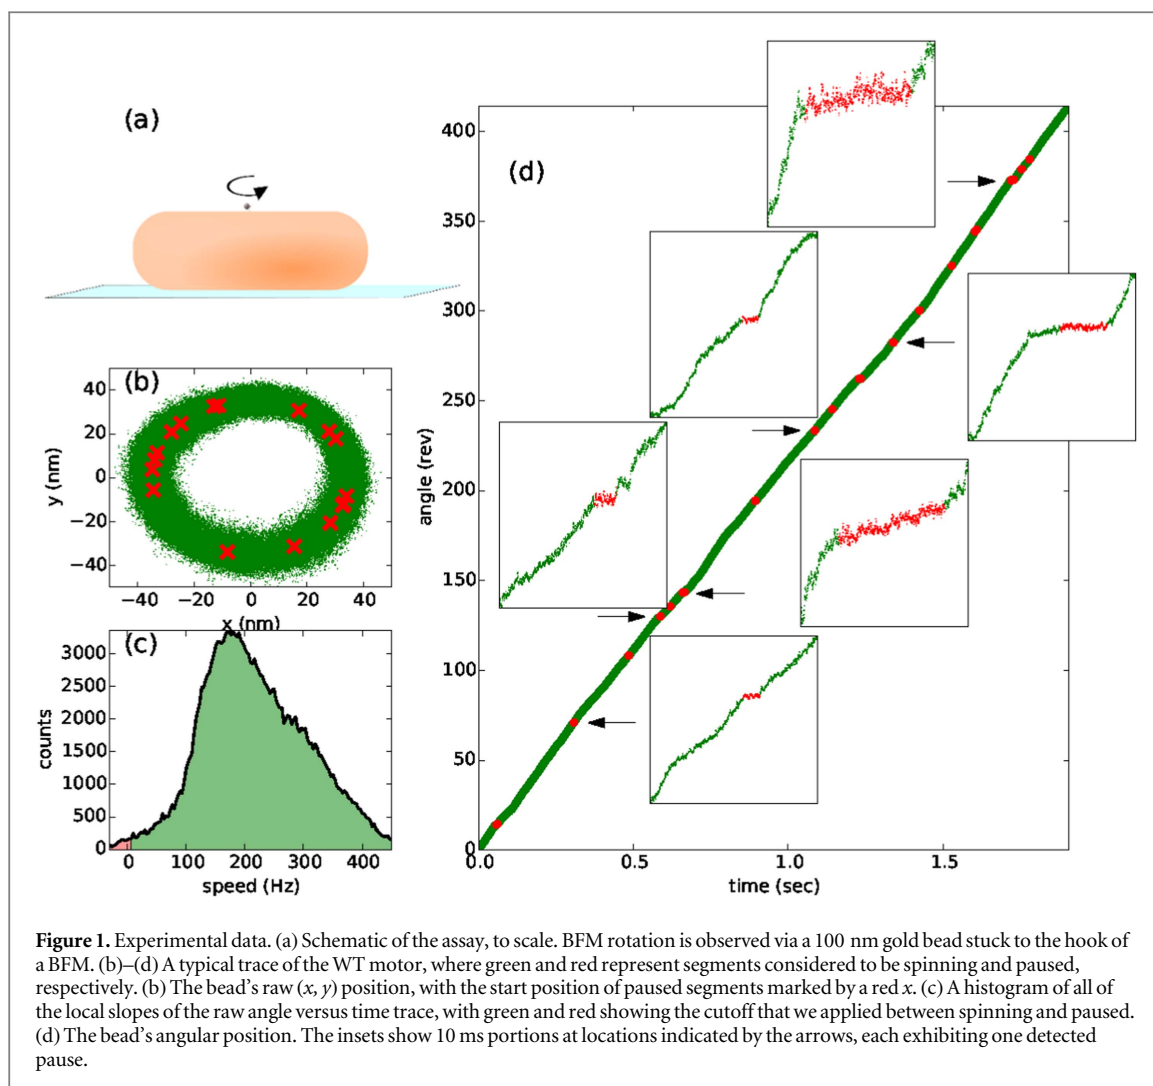 (a)
(b)
40
20
0
−20
−40
y (nm)
−40
−20
0
20
40
x (nm)
(c)
3000
2500
2000
1500
1000
500
0
counts
0
100
200
300
400
speed (Hz)
(d)
400
350
300
250
200
150
100
50
0
angle (rev)
0.0
0.5
1.0
1.5
time (sec)
Figure 1. Experimental data. (a) Schematic of the assay, to scale. BFM rotation is observed via a 100 nm gold bead stuck to the hook of
a BFM. (b)–(d) A typical trace of the WT motor, where green and red represent segments considered to be spinning and paused,
respectively. (b) The bead's raw (x, y) position, with the start position of paused segments marked by a red x. (c) A histogram of all of
the local slopes of the raw angle versus time trace, with green and red showing the cutoff that we applied between spinning and paused.
(d) The bead's angular position. The insets show 10 ms portions at locations indicated by the arrows, each exhibiting one detected
pause.